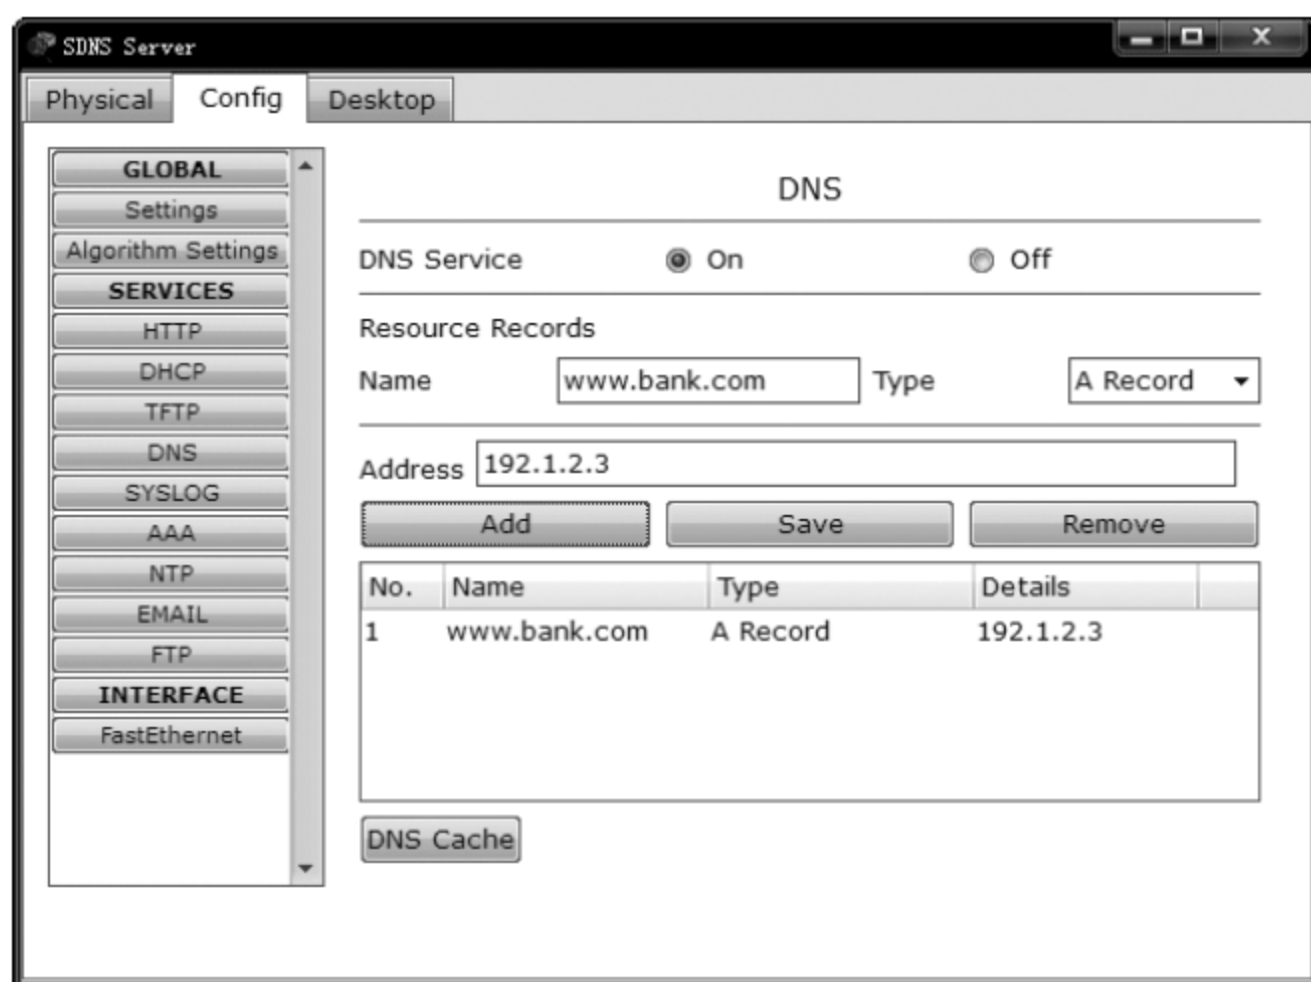 SDNS Server
Physical Config Desktop
GLOBAL
Settings
Algorithm Settings
SERVICES
HTTP
DHCP
TFTP
DNS
SYSLOG
AAA
NTP
EMAIL
FTP
INTERFACE
FastEthernet
DNS
DNS Service On Off
Resource Records
Name www.bank.com Type A Record
Address 192.1.2.3
Add Save Remove
No. Name Type Details
1 www.bank.com A Record 192.1.2.3
DNS Cache